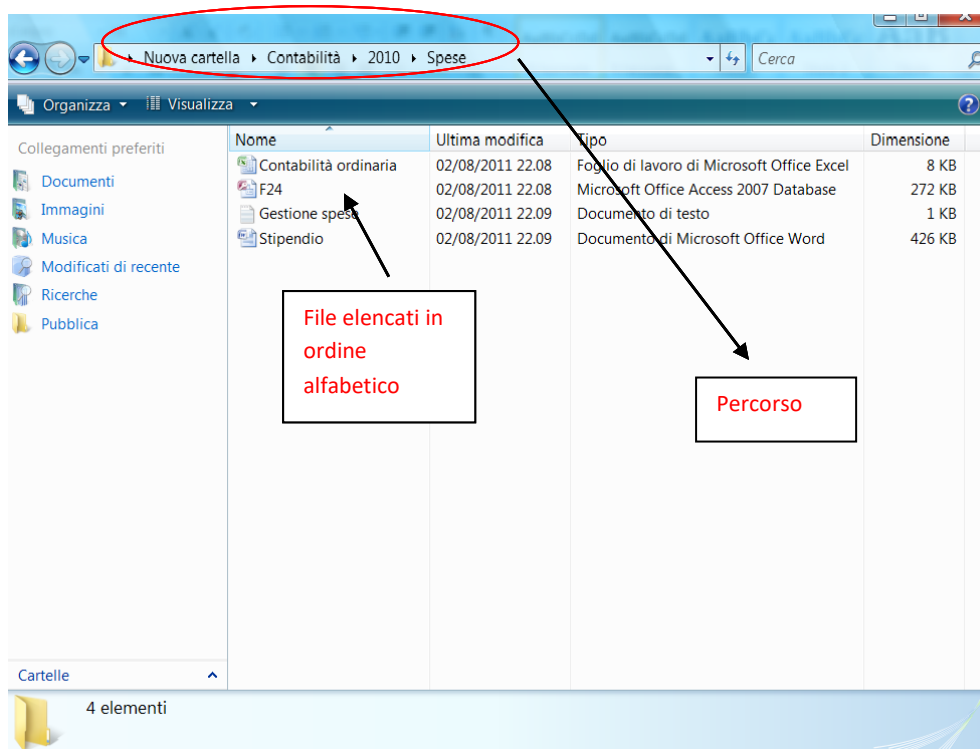 Nuova cartella Contabilità 2010 Spese Cerca
Organizza Visualizza
Collegamenti preferiti
Documenti
Immagini
Musica
Modificati di recente
Ricerche
Pubblica
Nome Ultima modifica Tipo Dimensione
Contabilità ordinaria 02/08/2011 22.08 Foglio di lavoro di Microsoft Office Excel 8 KB
F24 02/08/2011 22.08 Microsoft Office Access 2007 Database 272 KB
Gestione spese 02/08/2011 22.09 Documento di testo 1 KB
Stipendio 02/08/2011 22.09 Documento di Microsoft Office Word 426 KB
File elencati in
ordine
alfabetico
Percorso
Cartelle
4 elementi